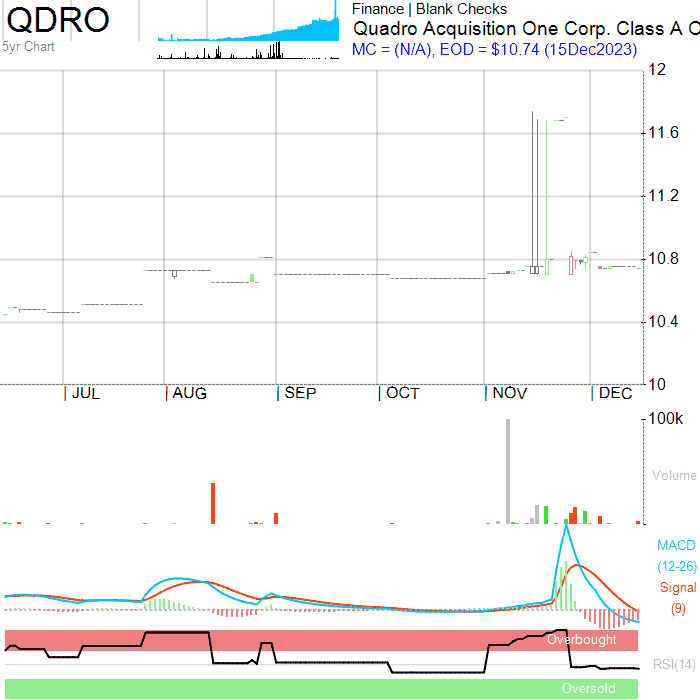 QDRO
5yr Chart
Finance | Blank Checks
Quadro Acquisition One Corp. Class A O
MC = (N/A), EOD = $10.74 (15Dec2023)
12
11.6
11.2
10.8
10.4
10
| JUL
| AUG
| SEP
| OCT
| NOV
| DEC
100k
Volume
MACD
(12-26)
Signal
(9)
Overbought
RSI(14)
Oversold